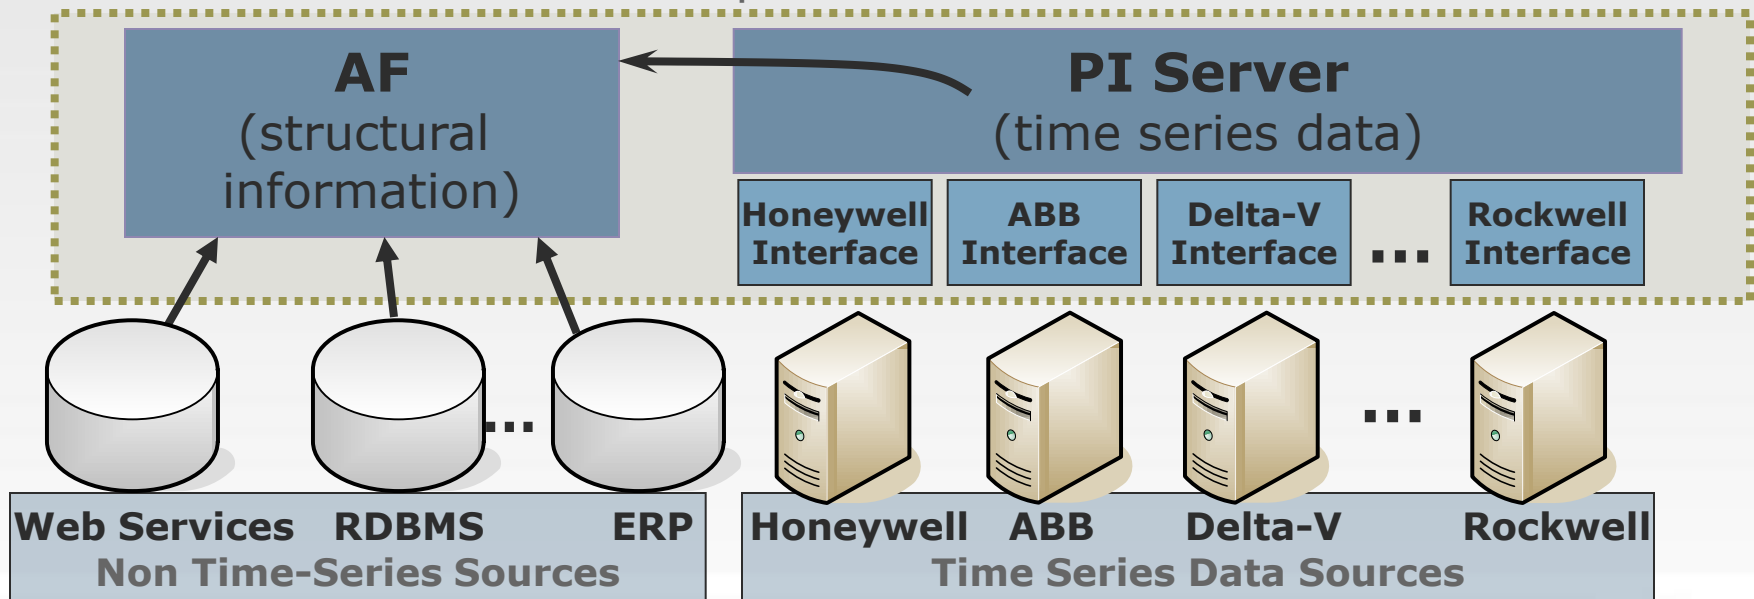 AF
(structural
information)
PI Server
(time series data)
Honeywell
Interface
ABB
Interface
Delta-V
Interface
...
Rockwell
Interface
...
...
Web Services
RDBMS
ERP
Non Time-Series Sources
Honeywell
ABB
Delta-V
Rockwell
Time Series Data Sources